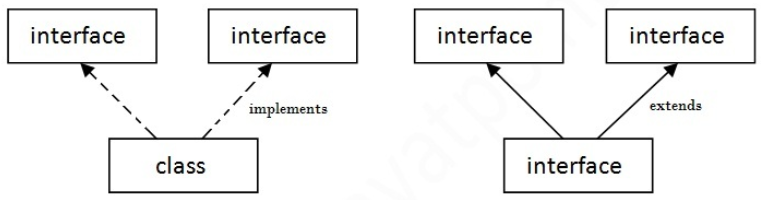 interface
interface
interface
interface
implements
extends
class
interface